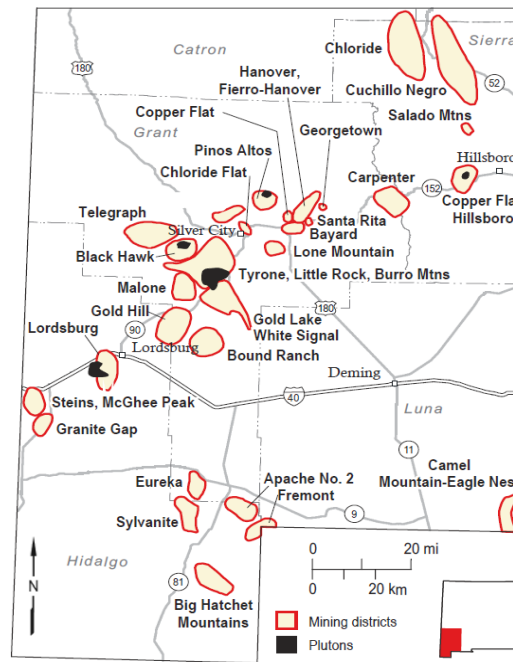 Catron
Sierra
180
Chloride
52
Hanover,
Fierro-Hanover
Cuchillo Negro
Copper Flat
Salado Mtns
Grant
Georgetown
Pinos Altos
Hillsboro
Chloride Flat
Carpenter
152
Telegraph
Copper Fla
Hillsboro
Silver City
Santa Rita
Bayard
Black Hawk
Lone Mountain
Tyrone, Little Rock, Burro Mtns
Malone
180
Gold Hill
Gold Lake
White Signal
Lordsburg
90
Lordsburg
Bound Ranch
Deming
Steins, McGhee Peak
40
Luna
Granite Gap
11
Camel
Mountain-Eagle Nes
Eureka
Apache No. 2
Fremont
Sylvanite
9
Hidalgo
0 20 mi
N
81
0 20 km
Big Hatchet
Mountains
Mining districts
Plutons